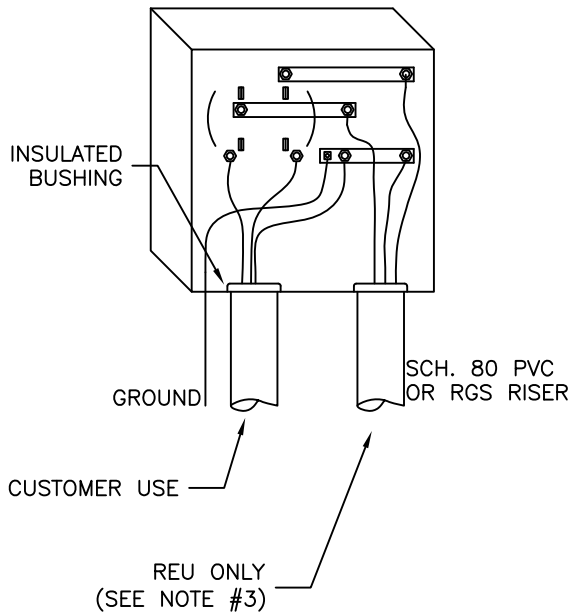 INSULATED
BUSHING
SCH. 80 PVC
OR RGS RISER
GROUND
CUSTOMER USE
REU ONLY
(SEE NOTE #3)